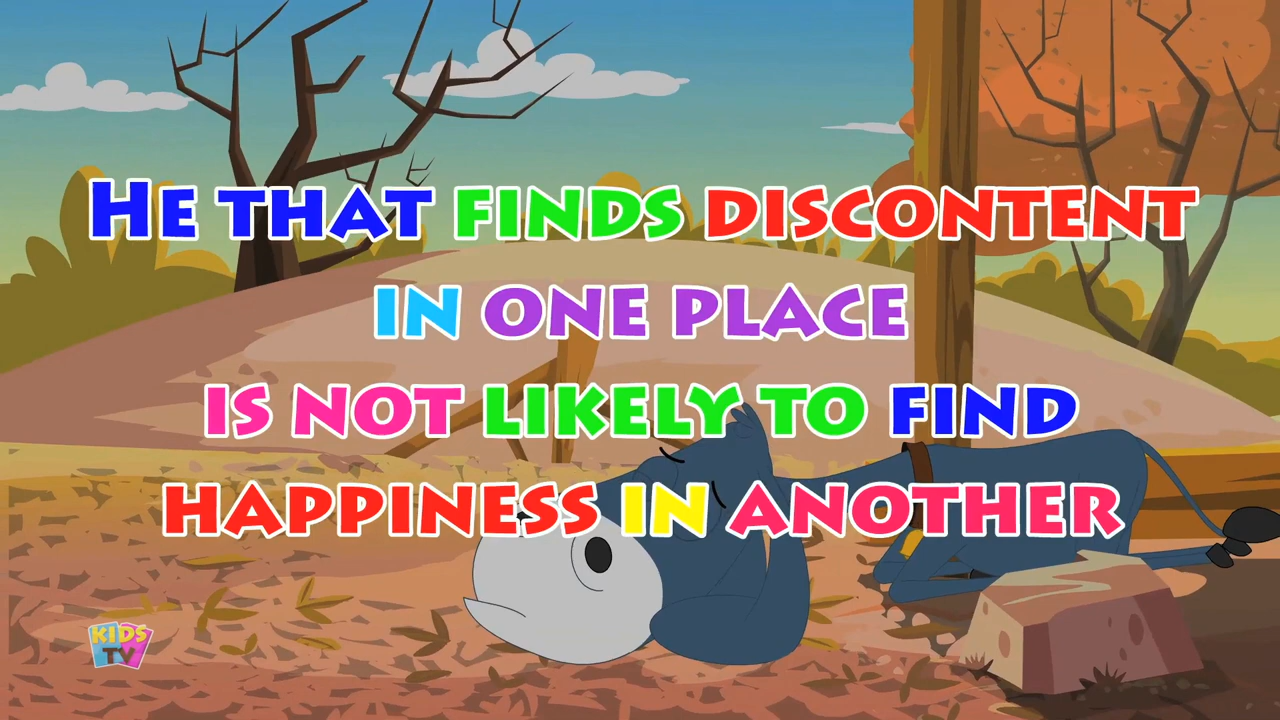 He that finds discontent
in one place
is not likely to find
happiness in another
KIDS
TV